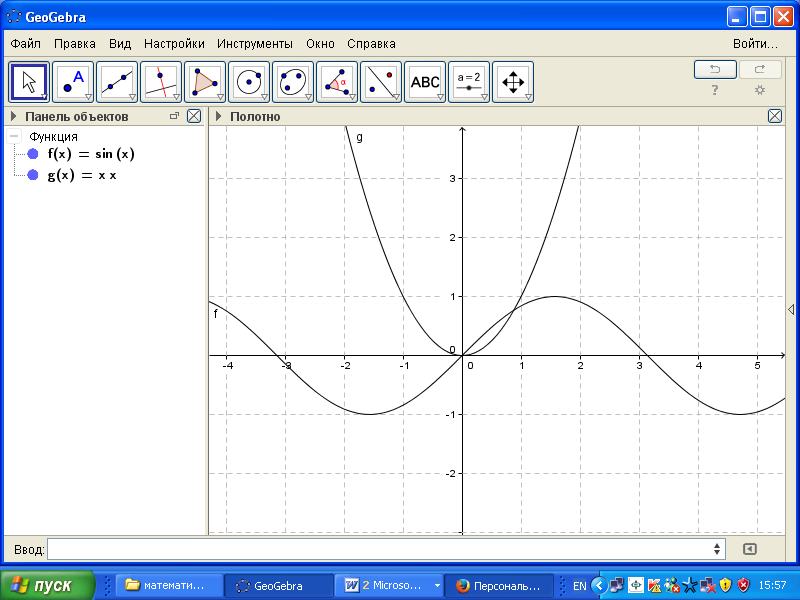 GeoGebra
Файл Правка Вид Настройки Инструменты Окно Справка Войти...
A ABC a=2
α
?
Панель объектов Полотно
Функция
f(x) = sin (x)
g(x) = x x
g
f
3
2
1
0
-1
-2
-4 -3 -2 -1 0 1 2 3 4 5
Ввод:
пуск математи... GeoGebra 2 Microso... Персональ... EN 15:57